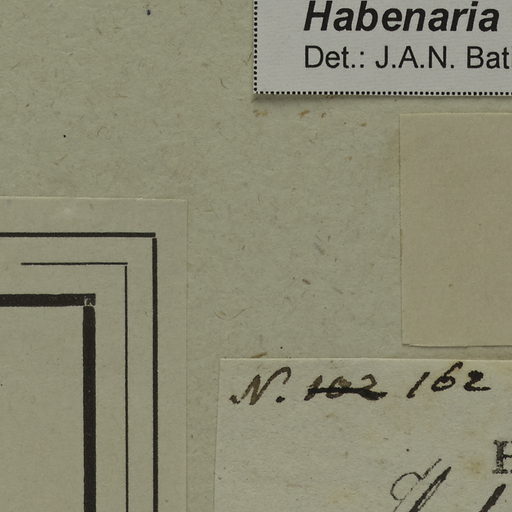 Habenaria
Det.: J.A.N. Bat
N. 102 162
H